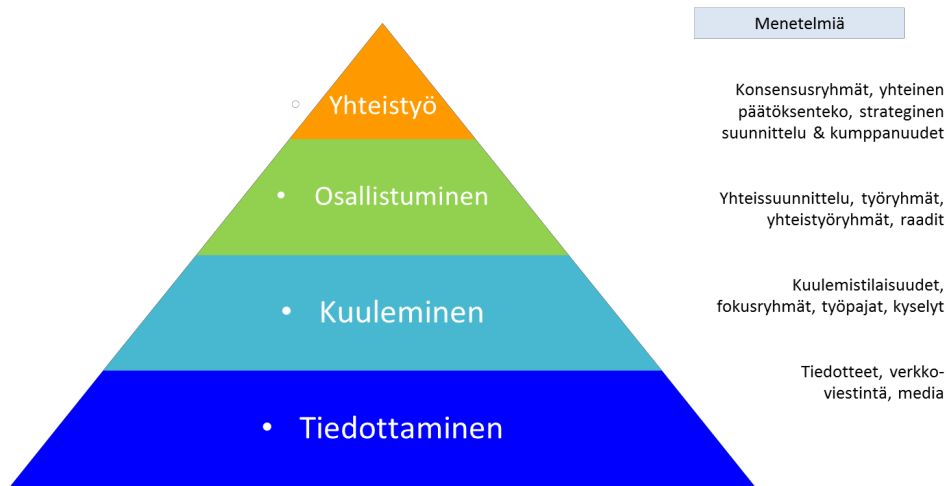 Menetelmiä
Yhteistyö
Konsensusryhmät, yhteinen
päätöksenteko, strateginen
suunnittelu & kumppanuudet
• Osallistuminen
Yhteissuunnittelu, työryhmät,
yhteistyöryhmät, raadit
• Kuuleminen
Kuulemistilaisuudet,
fokusryhmät, työpajat, kyselyt
• Tiedottaminen
Tiedotteet, verkko-
viestintä, media